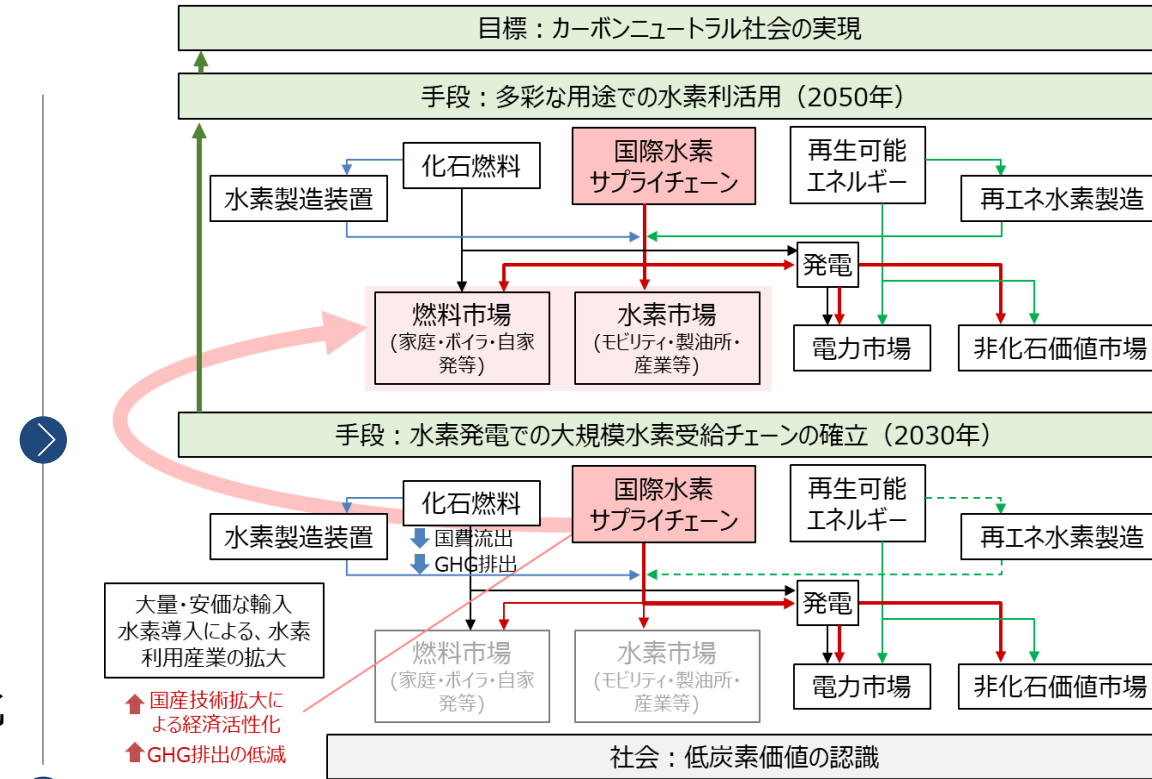 目標：カーボンニュートラル社会の実現
手段：多彩な用途での水素利活用（2050年）
化石燃料
国際水素
サプライチェーン
再生可能
エネルギー
水素製造装置
再エネ水素製造
発電
燃料市場
(家庭・ボイラ・自家
発等)
水素市場
(モビリティ・製油所・
産業等)
電力市場
非化石価値市場
手段：水素発電での大規模水素受給チェーンの確立（2030年）
化石燃料
国際水素
サプライチェーン
再生可能
エネルギー
水素製造装置
国費流出
GHG排出
再エネ水素製造
発電
大量・安価な輸入
水素導入による、水素
利用産業の拡大
燃料市場
(家庭・ボイラ・自家
発等)
水素市場
(モビリティ・製油所・
産業等)
電力市場
非化石価値市場
国産技術拡大に
よる経済活性化
GHG排出の低減
社会：低炭素価値の認識